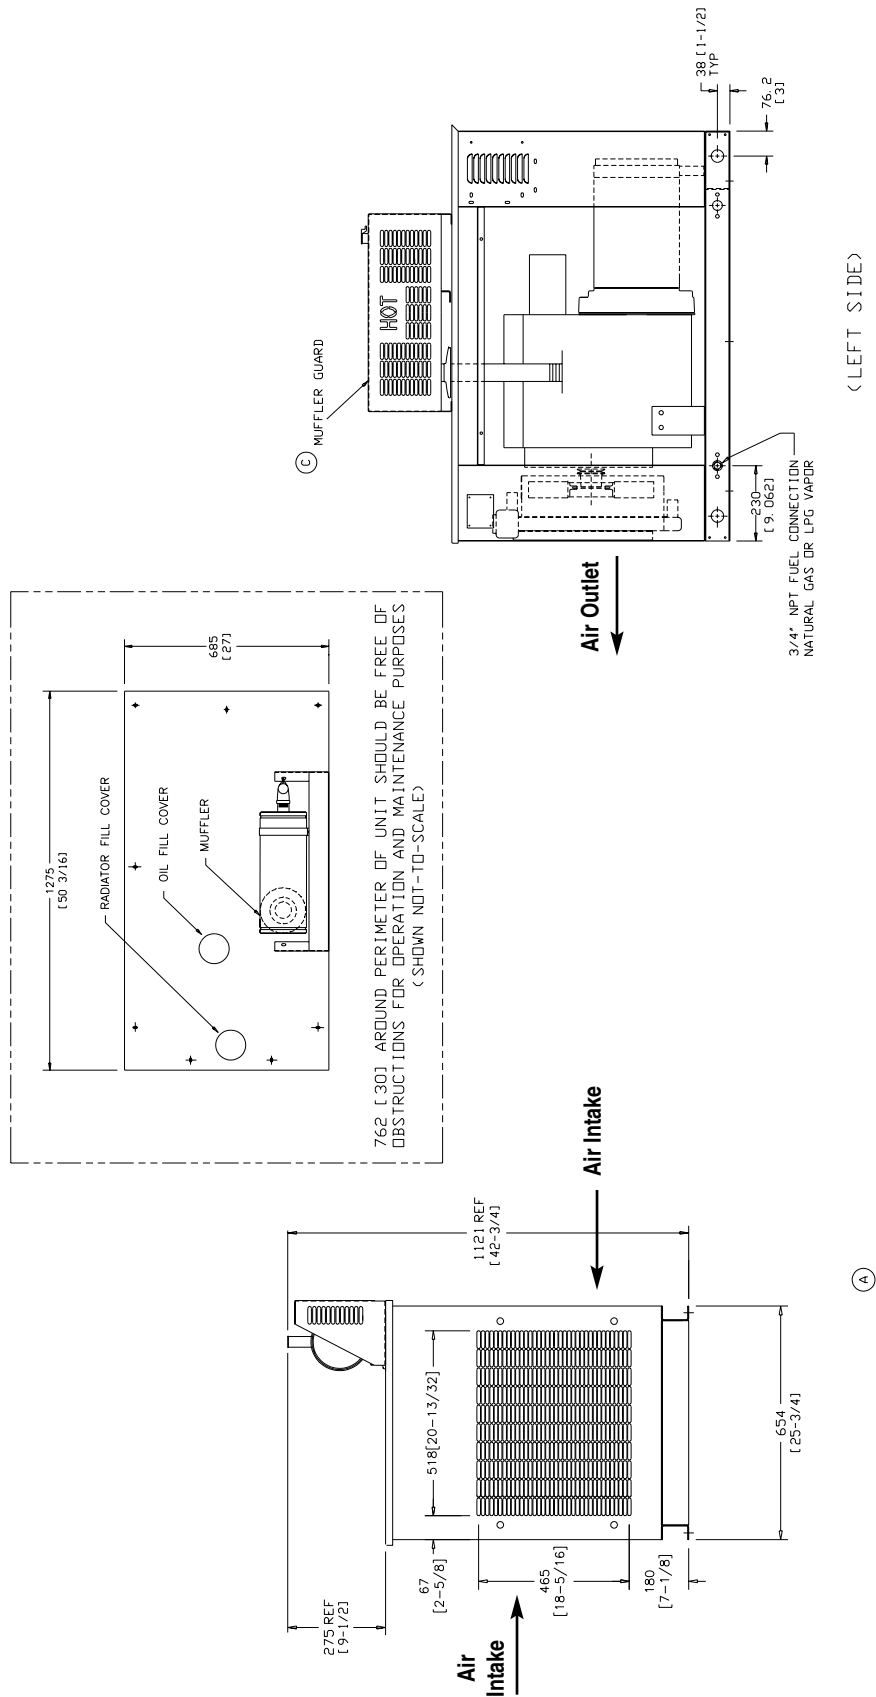 275 REF
[9-1/2]
Air
Intake
67
[2-5/8]
518[20-13/32]
465
[18-5/16]
180
[7-1/8]
654
[25-3/4]
1121 REF
[42-3/4]
Air Intake
A
1275
[50 3/16]
685
[27]
RADIATOR FILL COVER
OIL FILL COVER
MUFFLER
762 [30] AROUND PERIMETER OF UNIT SHOULD BE FREE OF
OBSTRUCTIONS FOR OPERATION AND MAINTENANCE PURPOSES
(SHOWN NOT-TO-SCALE)
C
MUFFLER GUARD
HOT
Air Outlet
38 [1-1/2]
TYP
76.2
[3]
230
[9.062]
3/4" NPT FUEL CONNECTION
NATURAL GAS OR LPG VAPOR
(LEFT SIDE)